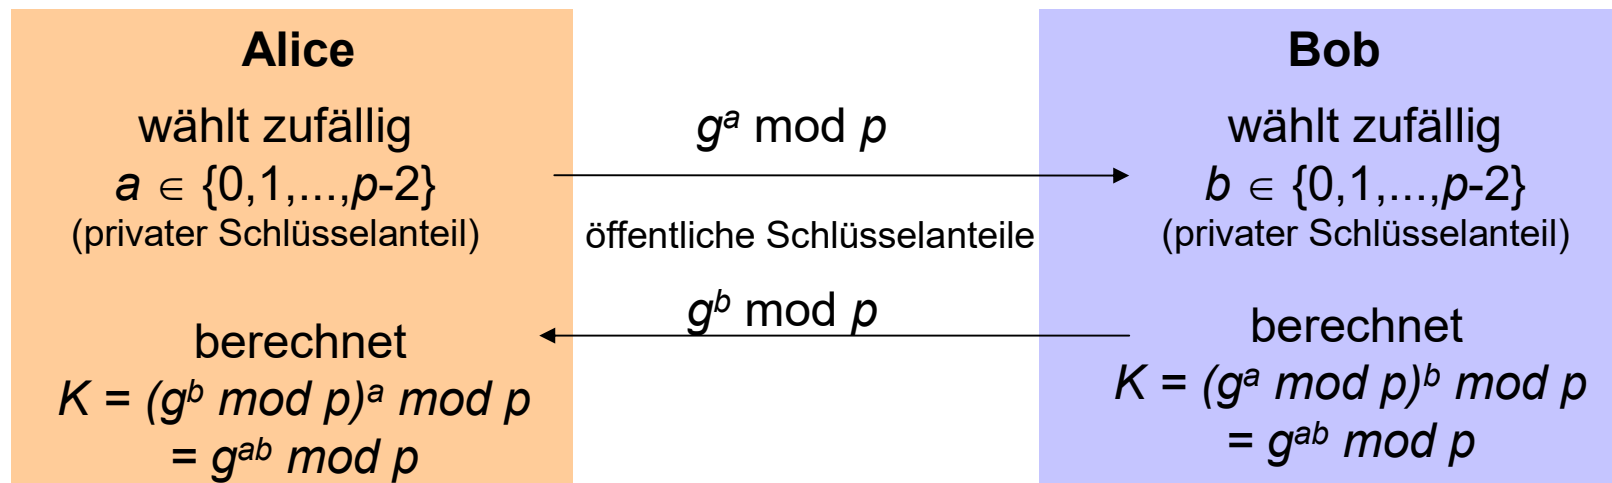 Alice
wählt zufällig
a ∈ {0,1,...,p-2}
(privater Schlüsselanteil)
berechnet
K = (gᵇ mod p)ᵃ mod p
= gᵃᵇ mod p
gᵃ mod p
öffentliche Schlüsselanteile
gᵇ mod p
Bob
wählt zufällig
b ∈ {0,1,...,p-2}
(privater Schlüsselanteil)
berechnet
K = (gᵃ mod p)ᵇ mod p
= gᵃᵇ mod p